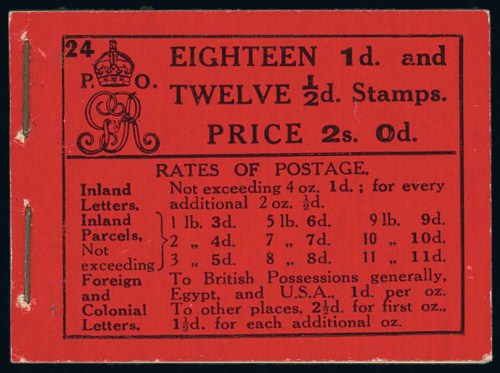 24
P. O.
GR
EIGHTEEN 1d. and
TWELVE ½d. Stamps.
PRICE 2s. 0d.
RATES OF POSTAGE.
Inland Letters. Not exceeding 4 oz. 1d.; for every
additional 2 oz. ½d.
Inland Parcels, Not exceeding
1 lb. 3d. 5 lb. 6d. 9 lb. 9d.
2 „ 4d. 7 „ 7d. 10 „ 10d.
3 „ 5d. 8 „ 8d. 11 „ 11d.
Foreign and Colonial Letters. To British Possessions generally,
Egypt, and U.S.A., 1d. per oz.
To other places, 2½d. for first oz.,
1½d. for each additional oz.